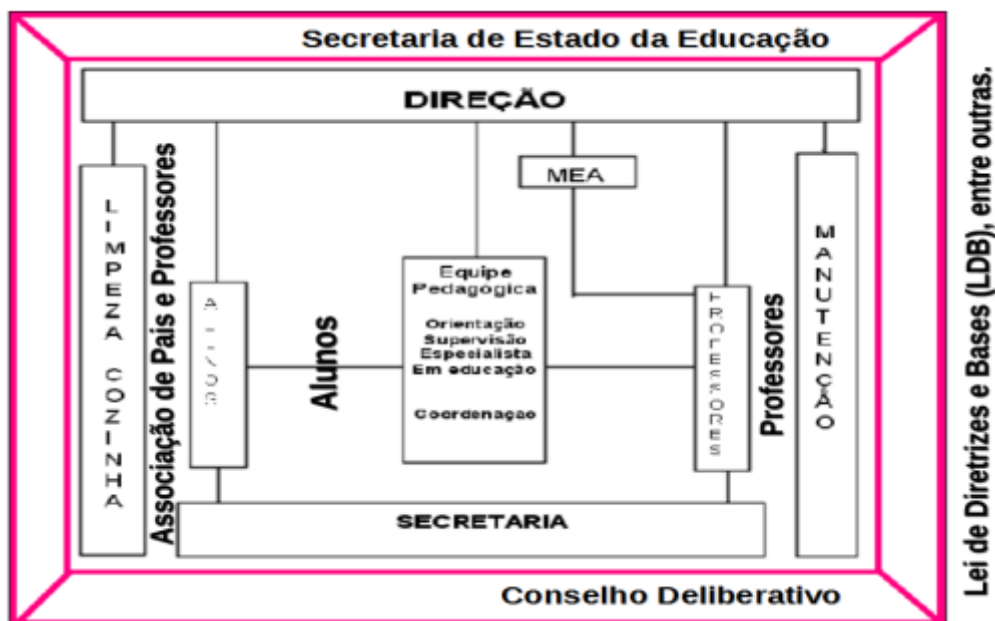 Secretaria de Estado da Educação
DIREÇÃO
MEA
LIMPEZA COZINHA
Associação de Pais e Professores
Alunos
Equipe
Pedagógica
Orientação
Supervisão
Especialista
Em educação
Coordenação
PROFESSORES
Professores
MANUTENÇÃO
SECRETARIA
Conselho Deliberativo
Lei de Diretrizes e Bases (LDB), entre outras.